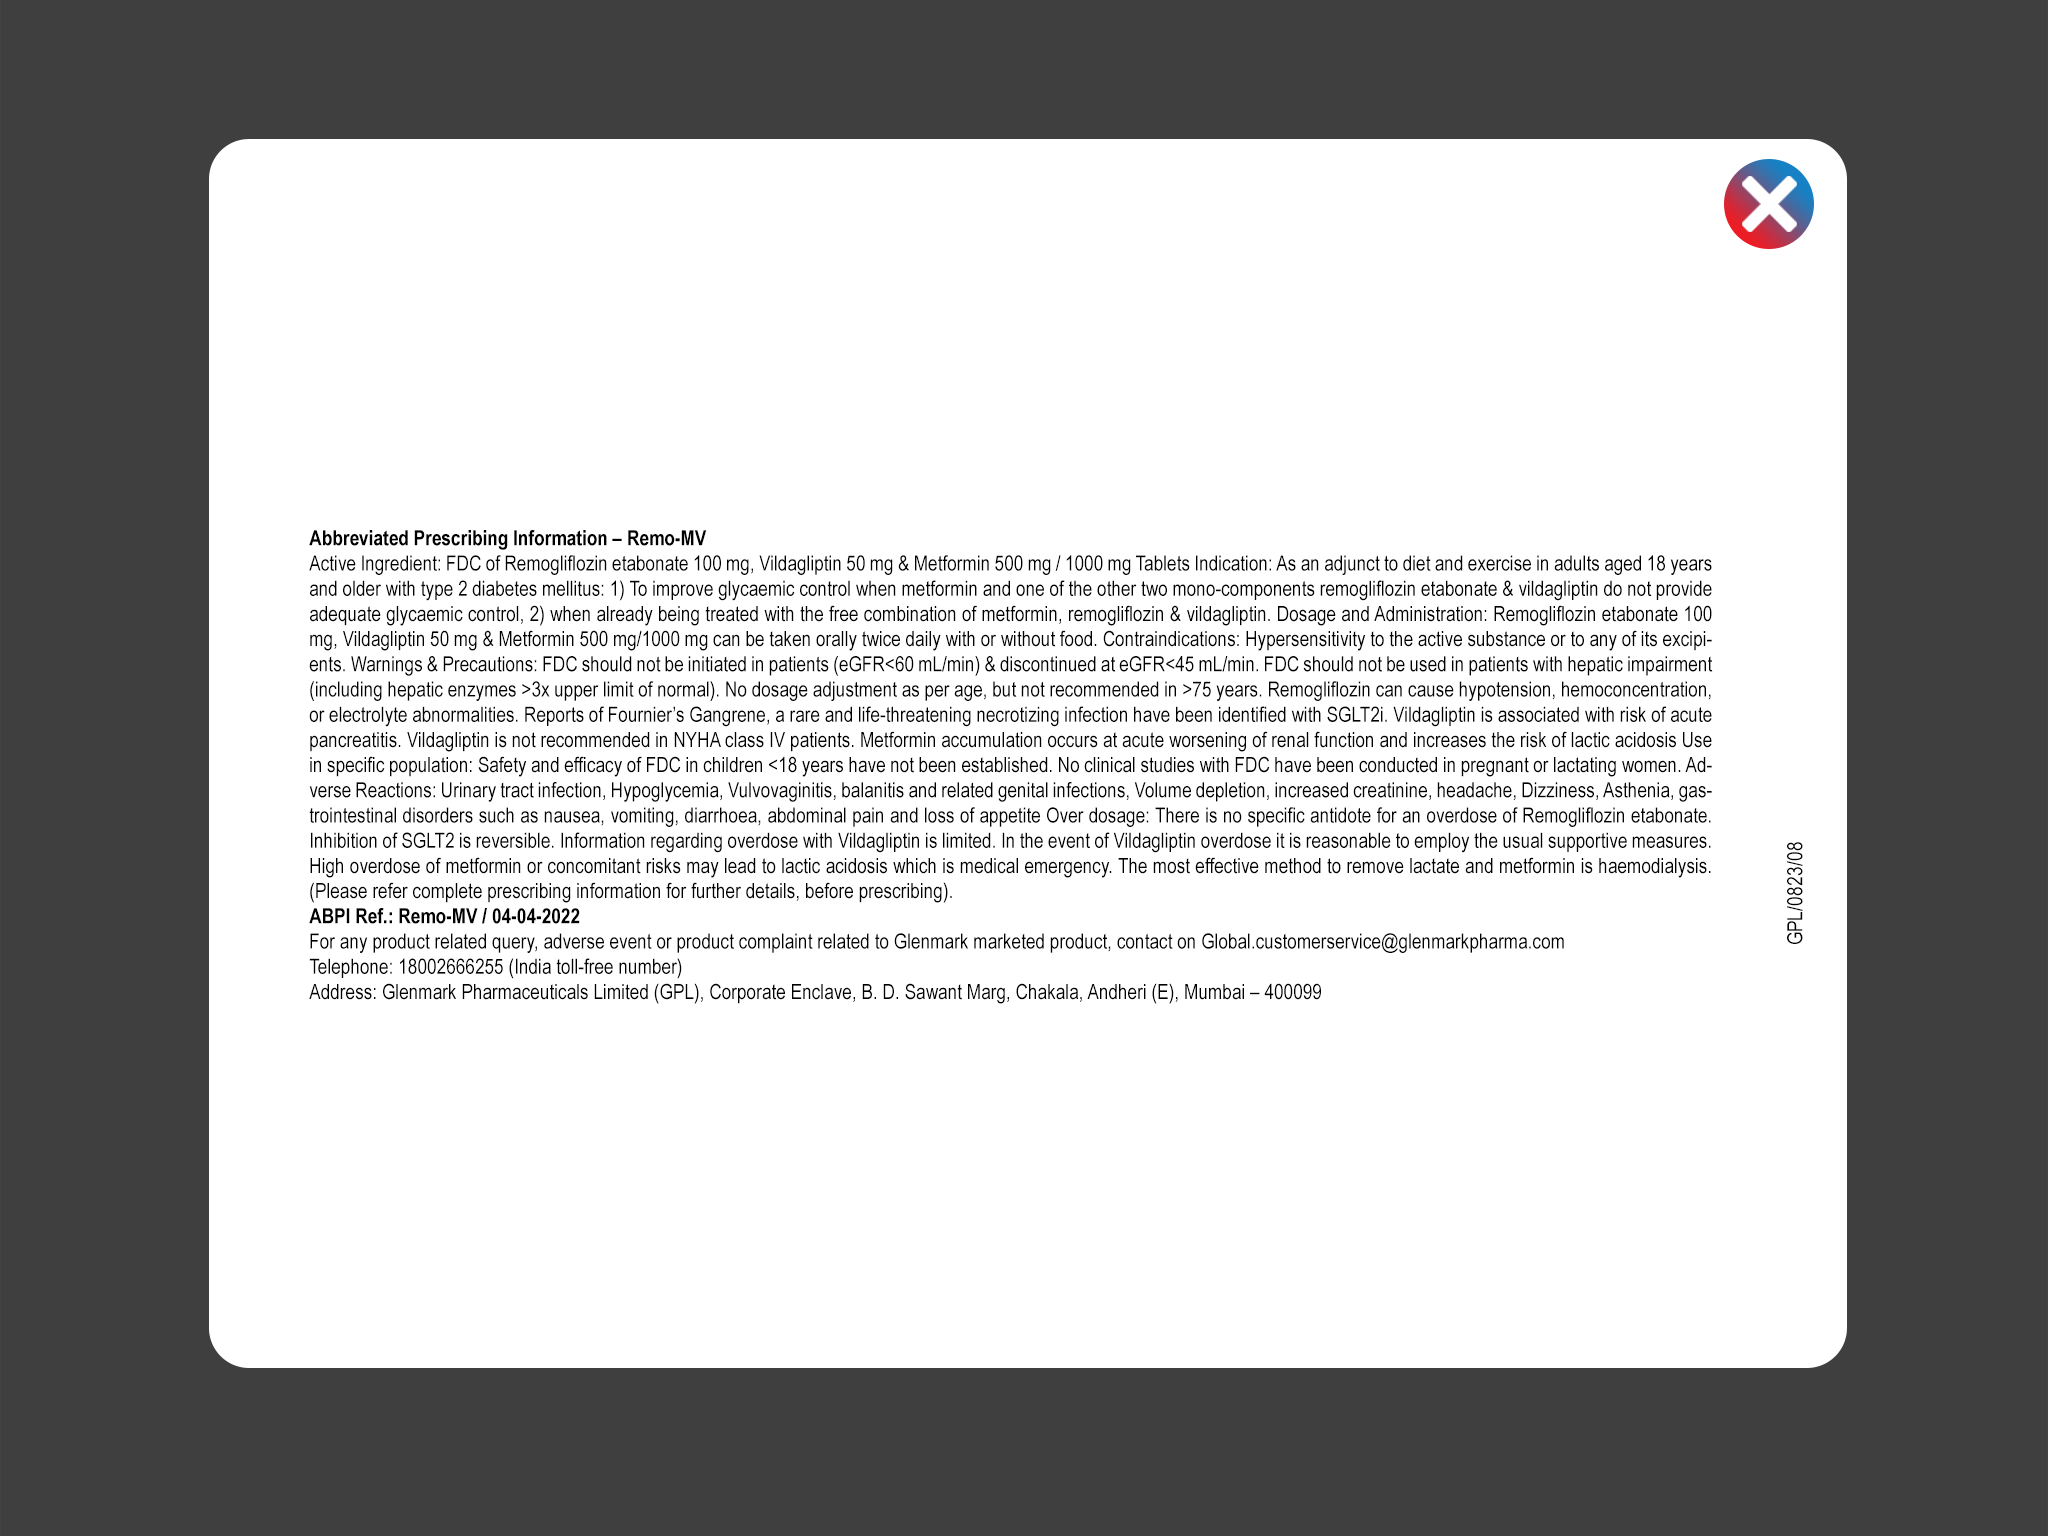 Abbreviated Prescribing Information – Remo-MV
Active Ingredient: FDC of Remogliflozin etabonate 100 mg, Vildagliptin 50 mg & Metformin 500 mg / 1000 mg Tablets Indication: As an adjunct to diet and exercise in adults aged 18 years
and older with type 2 diabetes mellitus: 1) To improve glycaemic control when metformin and one of the other two mono-components remogliflozin etabonate & vildagliptin do not provide
adequate glycaemic control, 2) when already being treated with the free combination of metformin, remogliflozin & vildagliptin. Dosage and Administration: Remogliflozin etabonate 100
mg, Vildagliptin 50 mg & Metformin 500 mg/1000 mg can be taken orally twice daily with or without food. Contraindications: Hypersensitivity to the active substance or to any of its excipi-
ents. Warnings & Precautions: FDC should not be initiated in patients (eGFR<60 mL/min) & discontinued at eGFR<45 mL/min. FDC should not be used in patients with hepatic impairment
(including hepatic enzymes >3x upper limit of normal). No dosage adjustment as per age, but not recommended in >75 years. Remogliflozin can cause hypotension, hemoconcentration,
or electrolyte abnormalities. Reports of Fournier's Gangrene, a rare and life-threatening necrotizing infection have been identified with SGLT2i. Vildagliptin is associated with risk of acute
pancreatitis. Vildagliptin is not recommended in NYHA class IV patients. Metformin accumulation occurs at acute worsening of renal function and increases the risk of lactic acidosis Use
in specific population: Safety and efficacy of FDC in children <18 years have not been established. No clinical studies with FDC have been conducted in pregnant or lactating women. Ad-
verse Reactions: Urinary tract infection, Hypoglycemia, Vulvovaginitis, balanitis and related genital infections, Volume depletion, increased creatinine, headache, Dizziness, Asthenia, gas-
trointestinal disorders such as nausea, vomiting, diarrhoea, abdominal pain and loss of appetite Over dosage: There is no specific antidote for an overdose of Remogliflozin etabonate.
Inhibition of SGLT2 is reversible. Information regarding overdose with Vildagliptin is limited. In the event of Vildagliptin overdose it is reasonable to employ the usual supportive measures.
High overdose of metformin or concomitant risks may lead to lactic acidosis which is medical emergency. The most effective method to remove lactate and metformin is haemodialysis.
(Please refer complete prescribing information for further details, before prescribing).
ABPI Ref.: Remo-MV / 04-04-2022
For any product related query, adverse event or product complaint related to Glenmark marketed product, contact on Global.customerservice@glenmarkpharma.com
Telephone: 18002666255 (India toll-free number)
Address: Glenmark Pharmaceuticals Limited (GPL), Corporate Enclave, B. D. Sawant Marg, Chakala, Andheri (E), Mumbai – 400099
GPL/0823/08